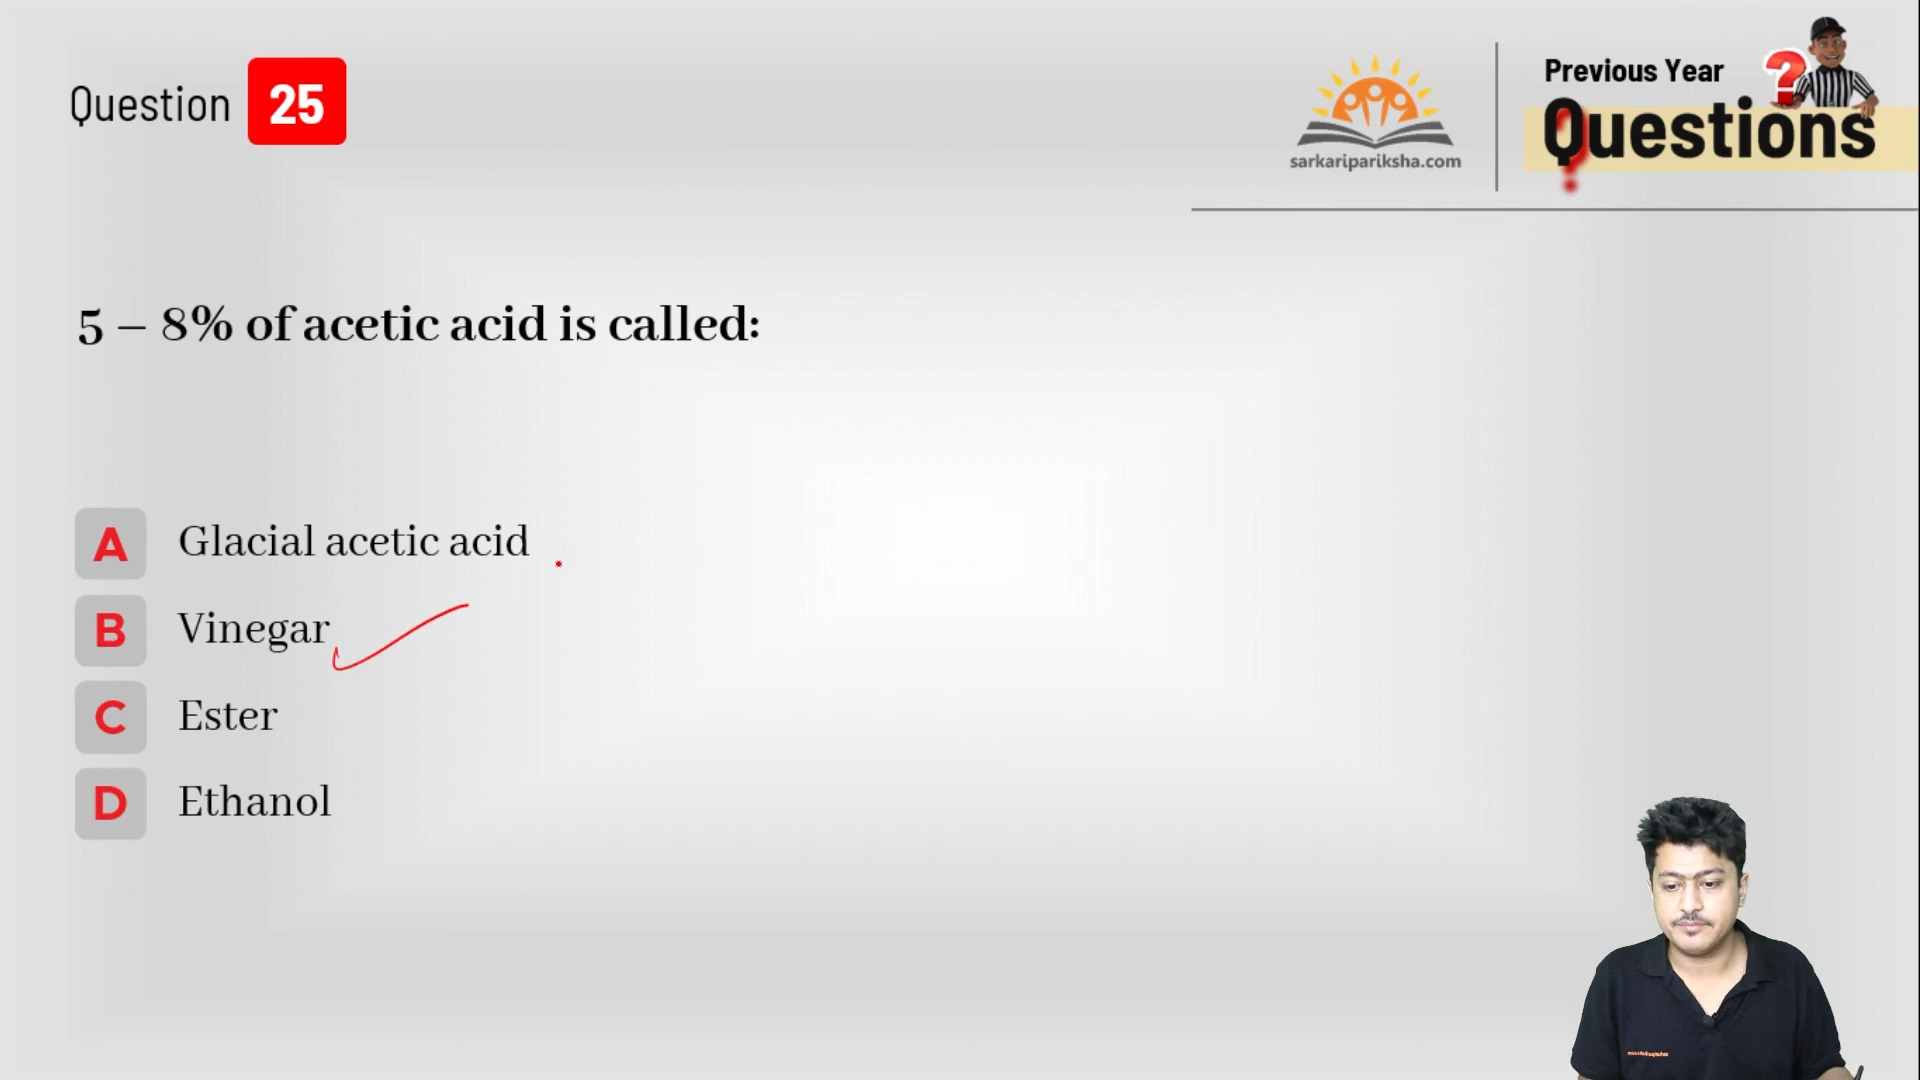 Question 25
sarkaripariksha.com
Previous Year
Questions
5 – 8% of acetic acid is called:
A Glacial acetic acid
B Vinegar
C Ester
D Ethanol